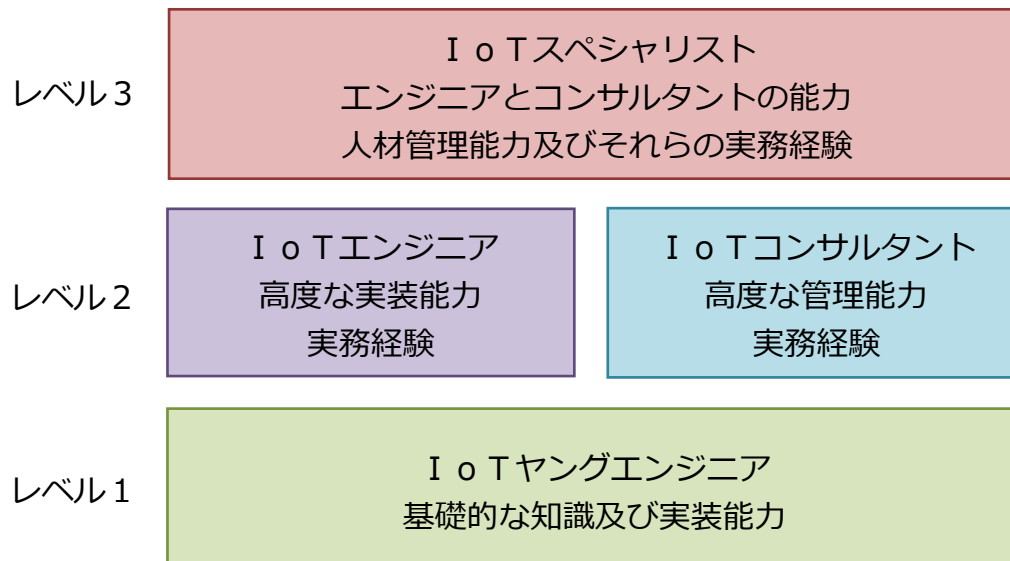 レベル３
ＩｏＴスペシャリスト
エンジニアとコンサルタントの能力
人材管理能力及びそれらの実務経験
レベル２
ＩｏＴエンジニア
高度な実装能力
実務経験
ＩｏＴコンサルタント
高度な管理能力
実務経験
レベル１
ＩｏＴヤングエンジニア
基礎的な知識及び実装能力